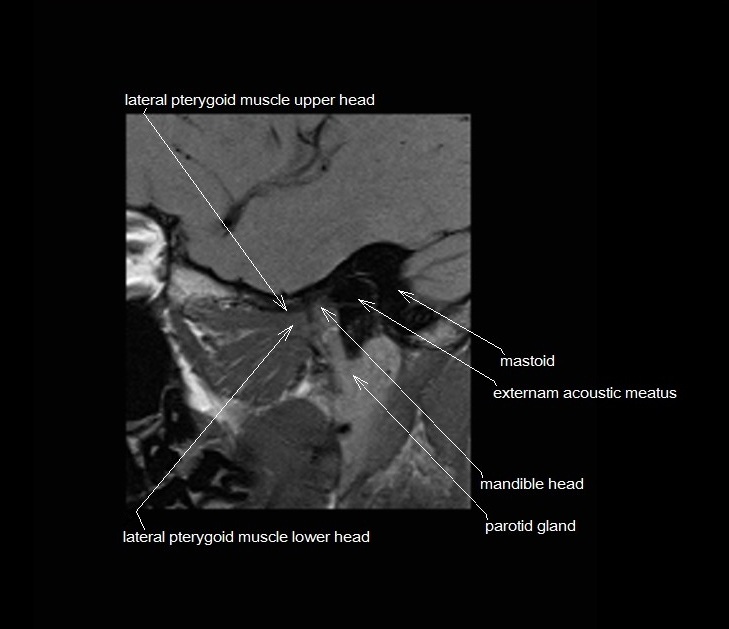 lateral pterygoid muscle upper head
mastoid
externam acoustic meatus
mandible head
parotid gland
lateral pterygoid muscle lower head